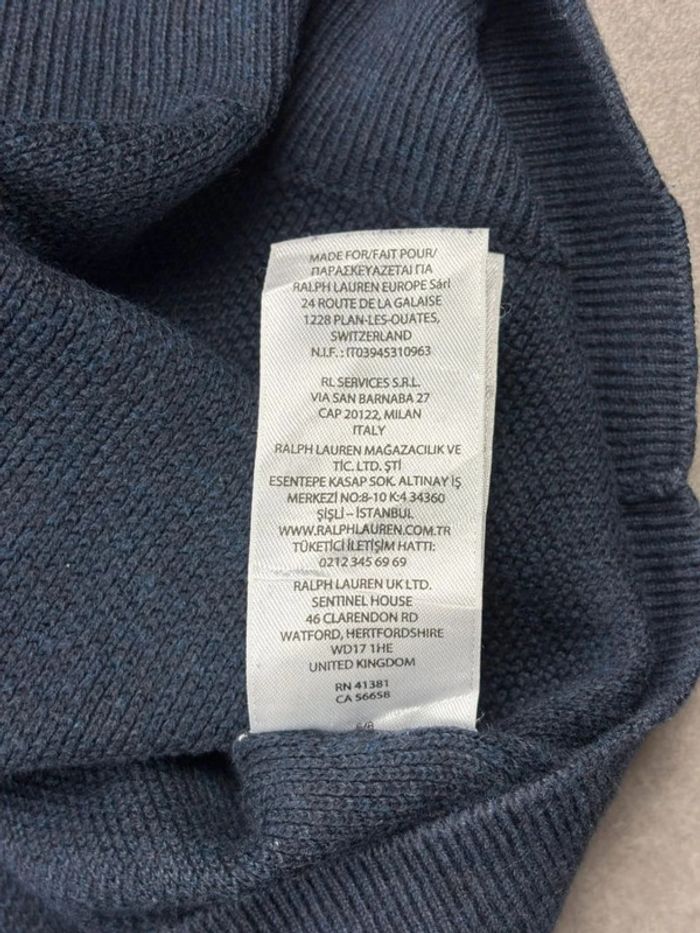 MADE FOR/FAIT POUR/
ΠΑΡΑΣΚΕΥΑΖΕΤΑΙ ΓΙΑ
RALPH LAUREN EUROPE Sárl
24 ROUTE DE LA GALAISE
1228 PLAN-LES-OUATES,
SWITZERLAND
N.I.F. : IT03945310963
RL SERVICES S.R.L.
VIA SAN BARNABA 27
CAP 20122, MILAN
ITALY
RALPH LAUREN MAĞAZACILIK VE
TİC. LTD. ŞTİ
ESENTEPE KASAP SOK. ALTINAY İŞ
MERKEZİ NO:8-10 K:4 34360
ŞİŞLİ – İSTANBUL
WWW.RALPHLAUREN.COM.TR
TÜKETİCİ İLETİŞİM HATTI:
0212 345 69 69
RALPH LAUREN UK LTD.
SENTINEL HOUSE
46 CLARENDON RD
WATFORD, HERTFORDSHIRE
WD17 1HE
UNITED KINGDOM
RN 41381
CA 56658